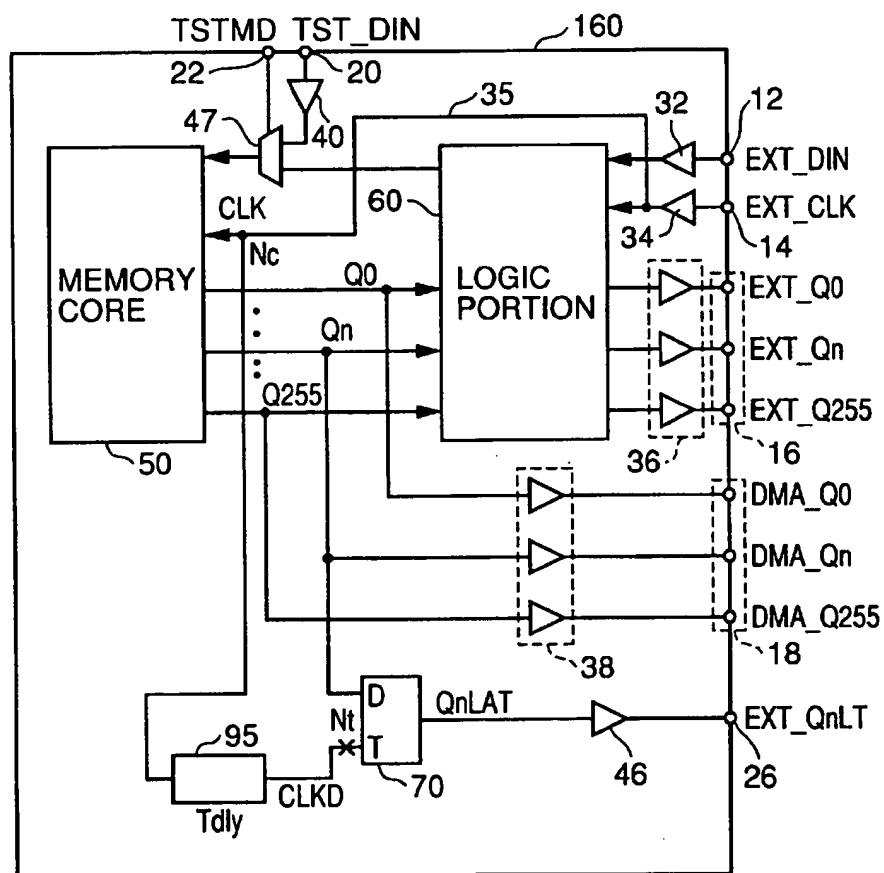 TSTMD TST_DIN 160
22 20
47 40 35 32 12
EXT_DIN
60
CLK EXT_CLK
Nc 34 14
MEMORY CORE
LOGIC PORTION
Q0 EXT_Q0
Qn EXT_Qn
Q255 EXT_Q255
50 36 16
DMA_Q0
DMA_Qn
DMA_Q255
38 18
95 Nt D QnLAT EXT_QnLT
T
CLKD 70 46 26
Tdly